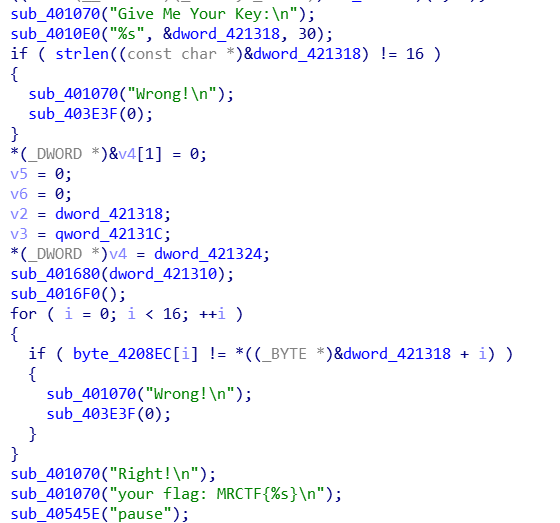 sub_401070("Give Me Your Key:\n");
sub_4010E0("%s", &dword_421318, 30);
if ( strlen((const char *)&dword_421318) != 16 )
{
sub_401070("Wrong!\n");
sub_403E3F(0);
}
*(_DWORD *)&v4[1] = 0;
v5 = 0;
v6 = 0;
v2 = dword_421318;
v3 = qword_42131C;
*(_DWORD *)v4 = dword_421324;
sub_401680(dword_421310);
sub_4016F0();
for ( i = 0; i < 16; ++i )
{
if ( byte_4208EC[i] != *((_BYTE *)&dword_421318 + i) )
{
sub_401070("Wrong!\n");
sub_403E3F(0);
}
}
sub_401070("Right!\n");
sub_401070("your flag: MRCTF{%s}\n");
sub_40545E("pause");